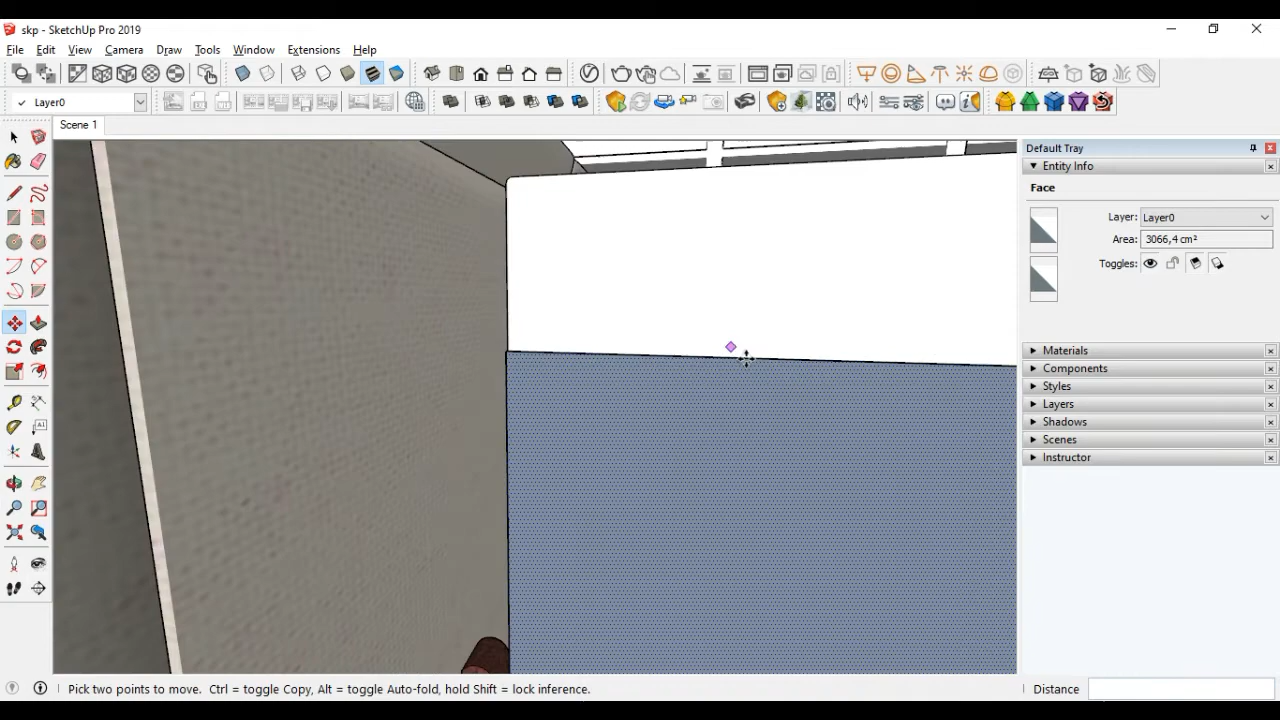 skp - SketchUp Pro 2019
File Edit View Camera Draw Tools Window Extensions Help
Layer0
Scene 1
Default Tray
Entity Info
Face
Layer: Layer0
Area: 3066,4 cm²
Toggles:
Materials
Components
Styles
Layers
Shadows
Scenes
Instructor
Pick two points to move. Ctrl = toggle Copy, Alt = toggle Auto-fold, hold Shift = lock inference.
Distance